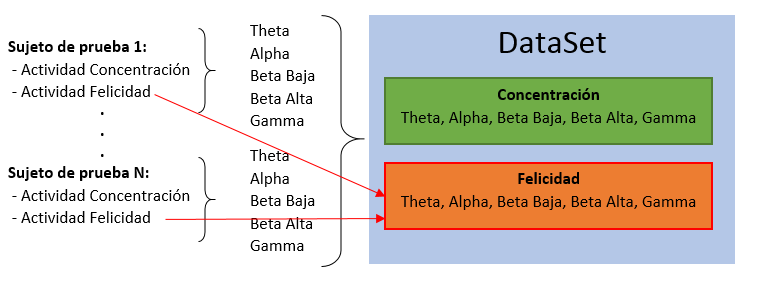 Sujeto de prueba 1:
- Actividad Concentración
- Actividad Felicidad
.
.
.
Sujeto de prueba N:
- Actividad Concentración
- Actividad Felicidad
Theta
Alpha
Beta Baja
Beta Alta
Gamma
Theta
Alpha
Beta Baja
Beta Alta
Gamma
DataSet
Concentración
Theta, Alpha, Beta Baja, Beta Alta, Gamma
Felicidad
Theta, Alpha, Beta Baja, Beta Alta, Gamma